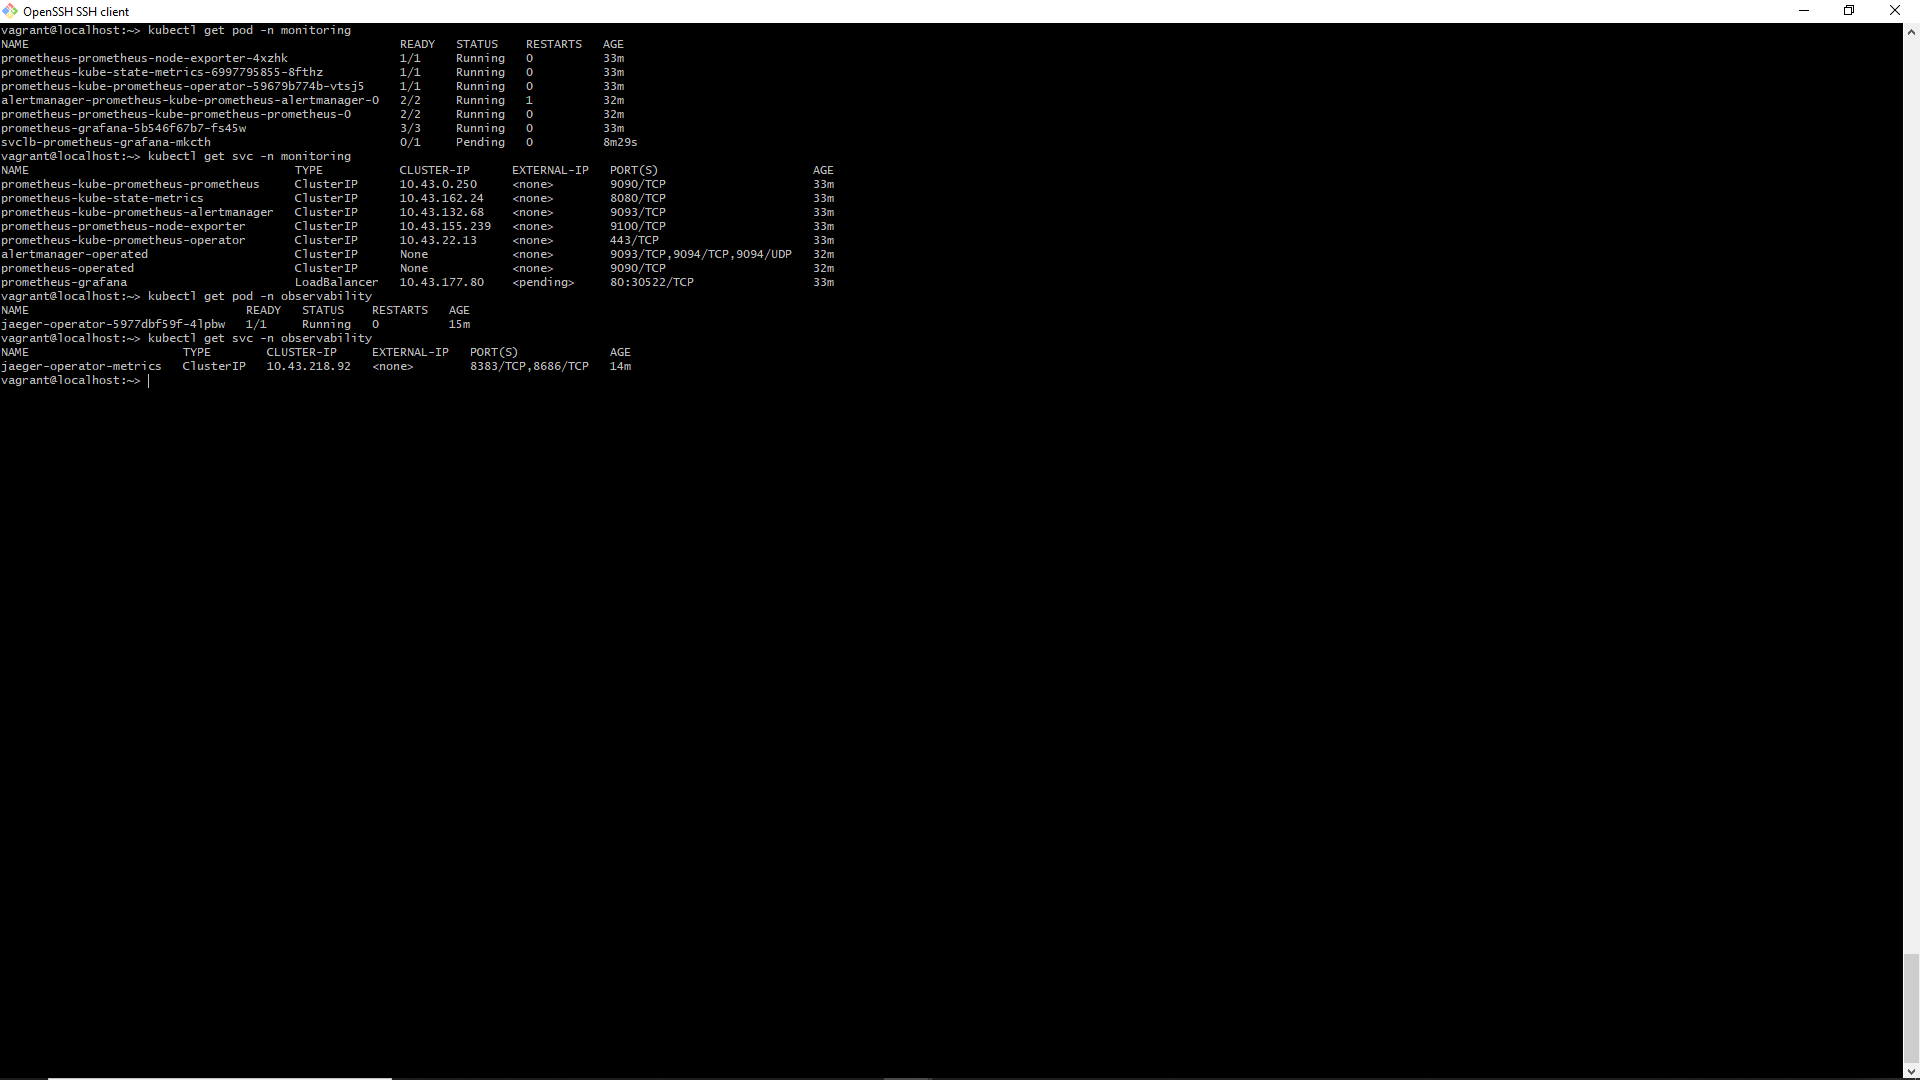 OpenSSH SSH client
vagrant@localhost:~> kubectl get pod -n monitoring
NAME READY STATUS RESTARTS AGE
prometheus-prometheus-node-exporter-4xzhk 1/1 Running 0 33m
prometheus-kube-state-metrics-6997795855-8fthz 1/1 Running 0 33m
prometheus-kube-prometheus-operator-59679b774b-vtsj5 1/1 Running 0 33m
alertmanager-prometheus-kube-prometheus-alertmanager-0 2/2 Running 1 32m
prometheus-prometheus-kube-prometheus-prometheus-0 2/2 Running 0 32m
prometheus-grafana-5b546f67b7-fs45w 3/3 Running 0 33m
svclb-prometheus-grafana-mkcth 0/1 Pending 0 8m29s
vagrant@localhost:~> kubectl get svc -n monitoring
NAME TYPE CLUSTER-IP EXTERNAL-IP PORT(S) AGE
prometheus-kube-prometheus-prometheus ClusterIP 10.43.0.250 <none> 9090/TCP 33m
prometheus-kube-state-metrics ClusterIP 10.43.162.24 <none> 8080/TCP 33m
prometheus-kube-prometheus-alertmanager ClusterIP 10.43.132.68 <none> 9093/TCP 33m
prometheus-prometheus-node-exporter ClusterIP 10.43.155.239 <none> 9100/TCP 33m
prometheus-kube-prometheus-operator ClusterIP 10.43.22.13 <none> 443/TCP 33m
alertmanager-operated ClusterIP None <none> 9093/TCP,9094/TCP,9094/UDP 32m
prometheus-operated ClusterIP None <none> 9090/TCP 32m
prometheus-grafana LoadBalancer 10.43.177.80 <pending> 80:30522/TCP 33m
vagrant@localhost:~> kubectl get pod -n observability
NAME READY STATUS RESTARTS AGE
jaeger-operator-5977dbf59f-4lpbw 1/1 Running 0 15m
vagrant@localhost:~> kubectl get svc -n observability
NAME TYPE CLUSTER-IP EXTERNAL-IP PORT(S) AGE
jaeger-operator-metrics ClusterIP 10.43.218.92 <none> 8383/TCP,8686/TCP 14m
vagrant@localhost:~>